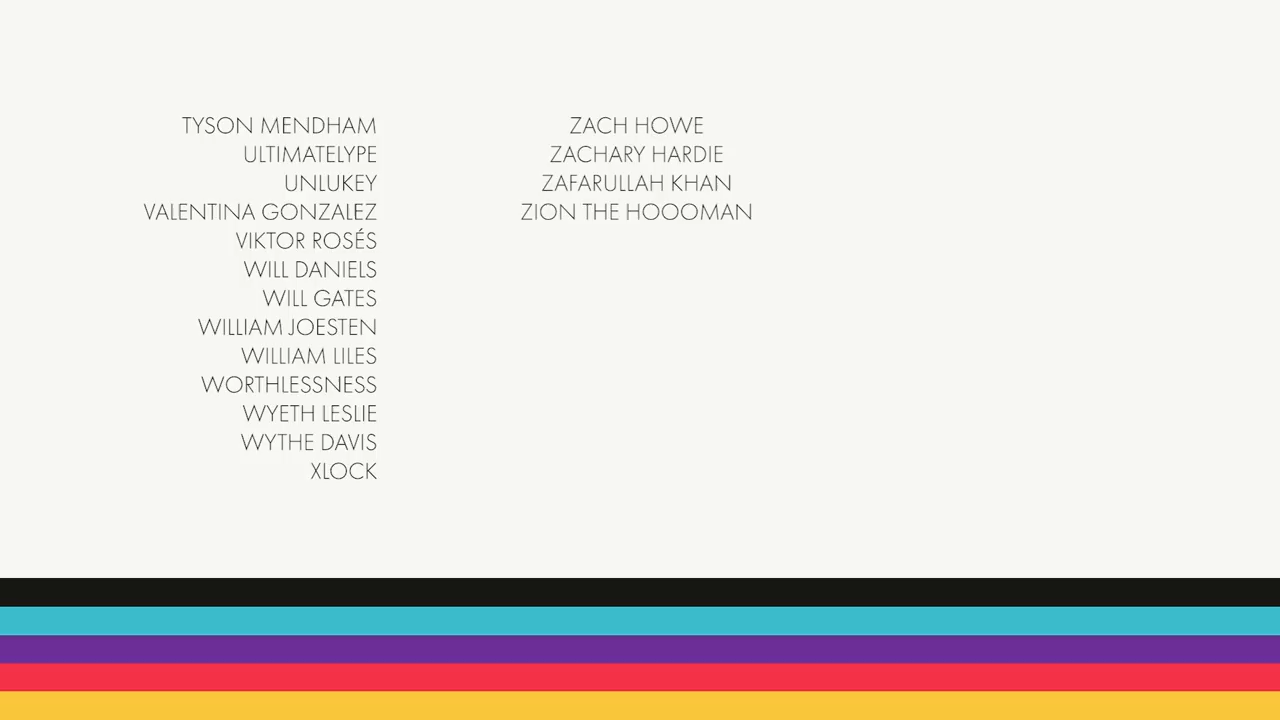 TYSON MENDHAM
ULTIMATELYPE
UNLUKEY
VALENTINA GONZALEZ
VIKTOR ROSÉS
WILL DANIELS
WILL GATES
WILLIAM JOESTEN
WILLIAM LILES
WORTHLESSNESS
WYETH LESLIE
WYTHE DAVIS
XLOCK
ZACH HOWE
ZACHARY HARDIE
ZAFARULLAH KHAN
ZION THE HOOOMAN